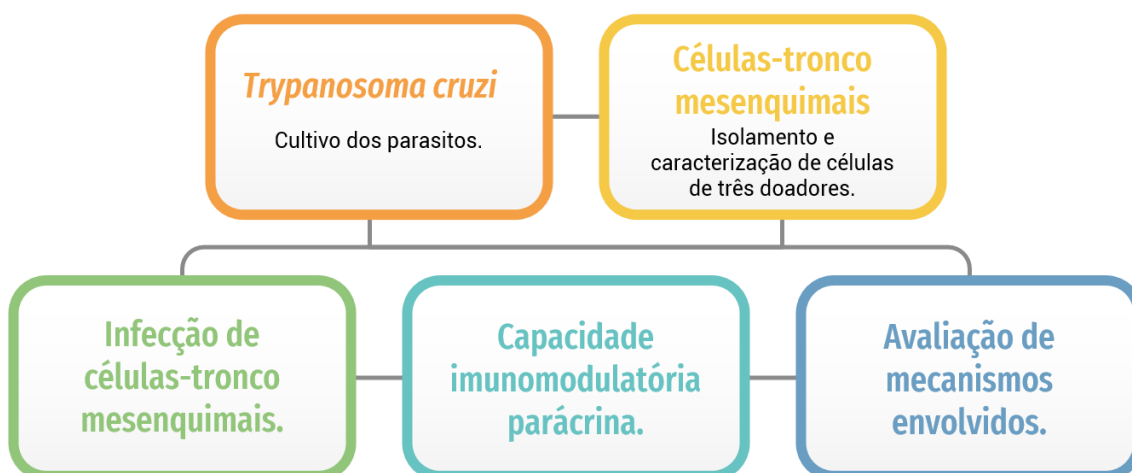 Trypanosoma cruzi
Cultivo dos parasitos.
Células-tronco
mesenquimais
Isolamento e
caracterização de células
de três doadores.
Infecção de
células-tronco
mesenquimais.
Capacidade
imunomodulatória
parácrina.
Avaliação de
mecanismos
envolvidos.